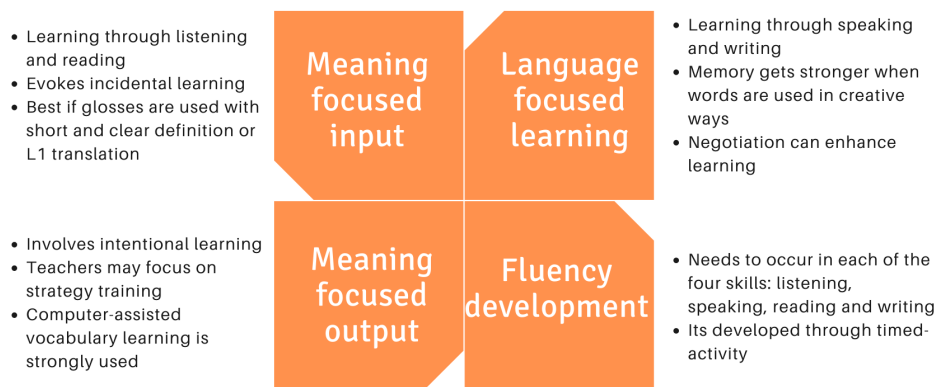 • Learning through listening
and reading
• Evokes incidental learning
• Best if glosses are used with
short and clear definition or
L1 translation
Meaning
focused
input
Language
focused
learning
• Learning through speaking
and writing
• Memory gets stronger when
words are used in creative
ways
• Negotiation can enhance
learning
• Involves intentional learning
• Teachers may focus on
strategy training
• Computer-assisted
vocabulary learning is
strongly used
Meaning
focused
output
Fluency
development
• Needs to occur in each of the
four skills: listening,
speaking, reading and writing
• Its developed through timed-
activity